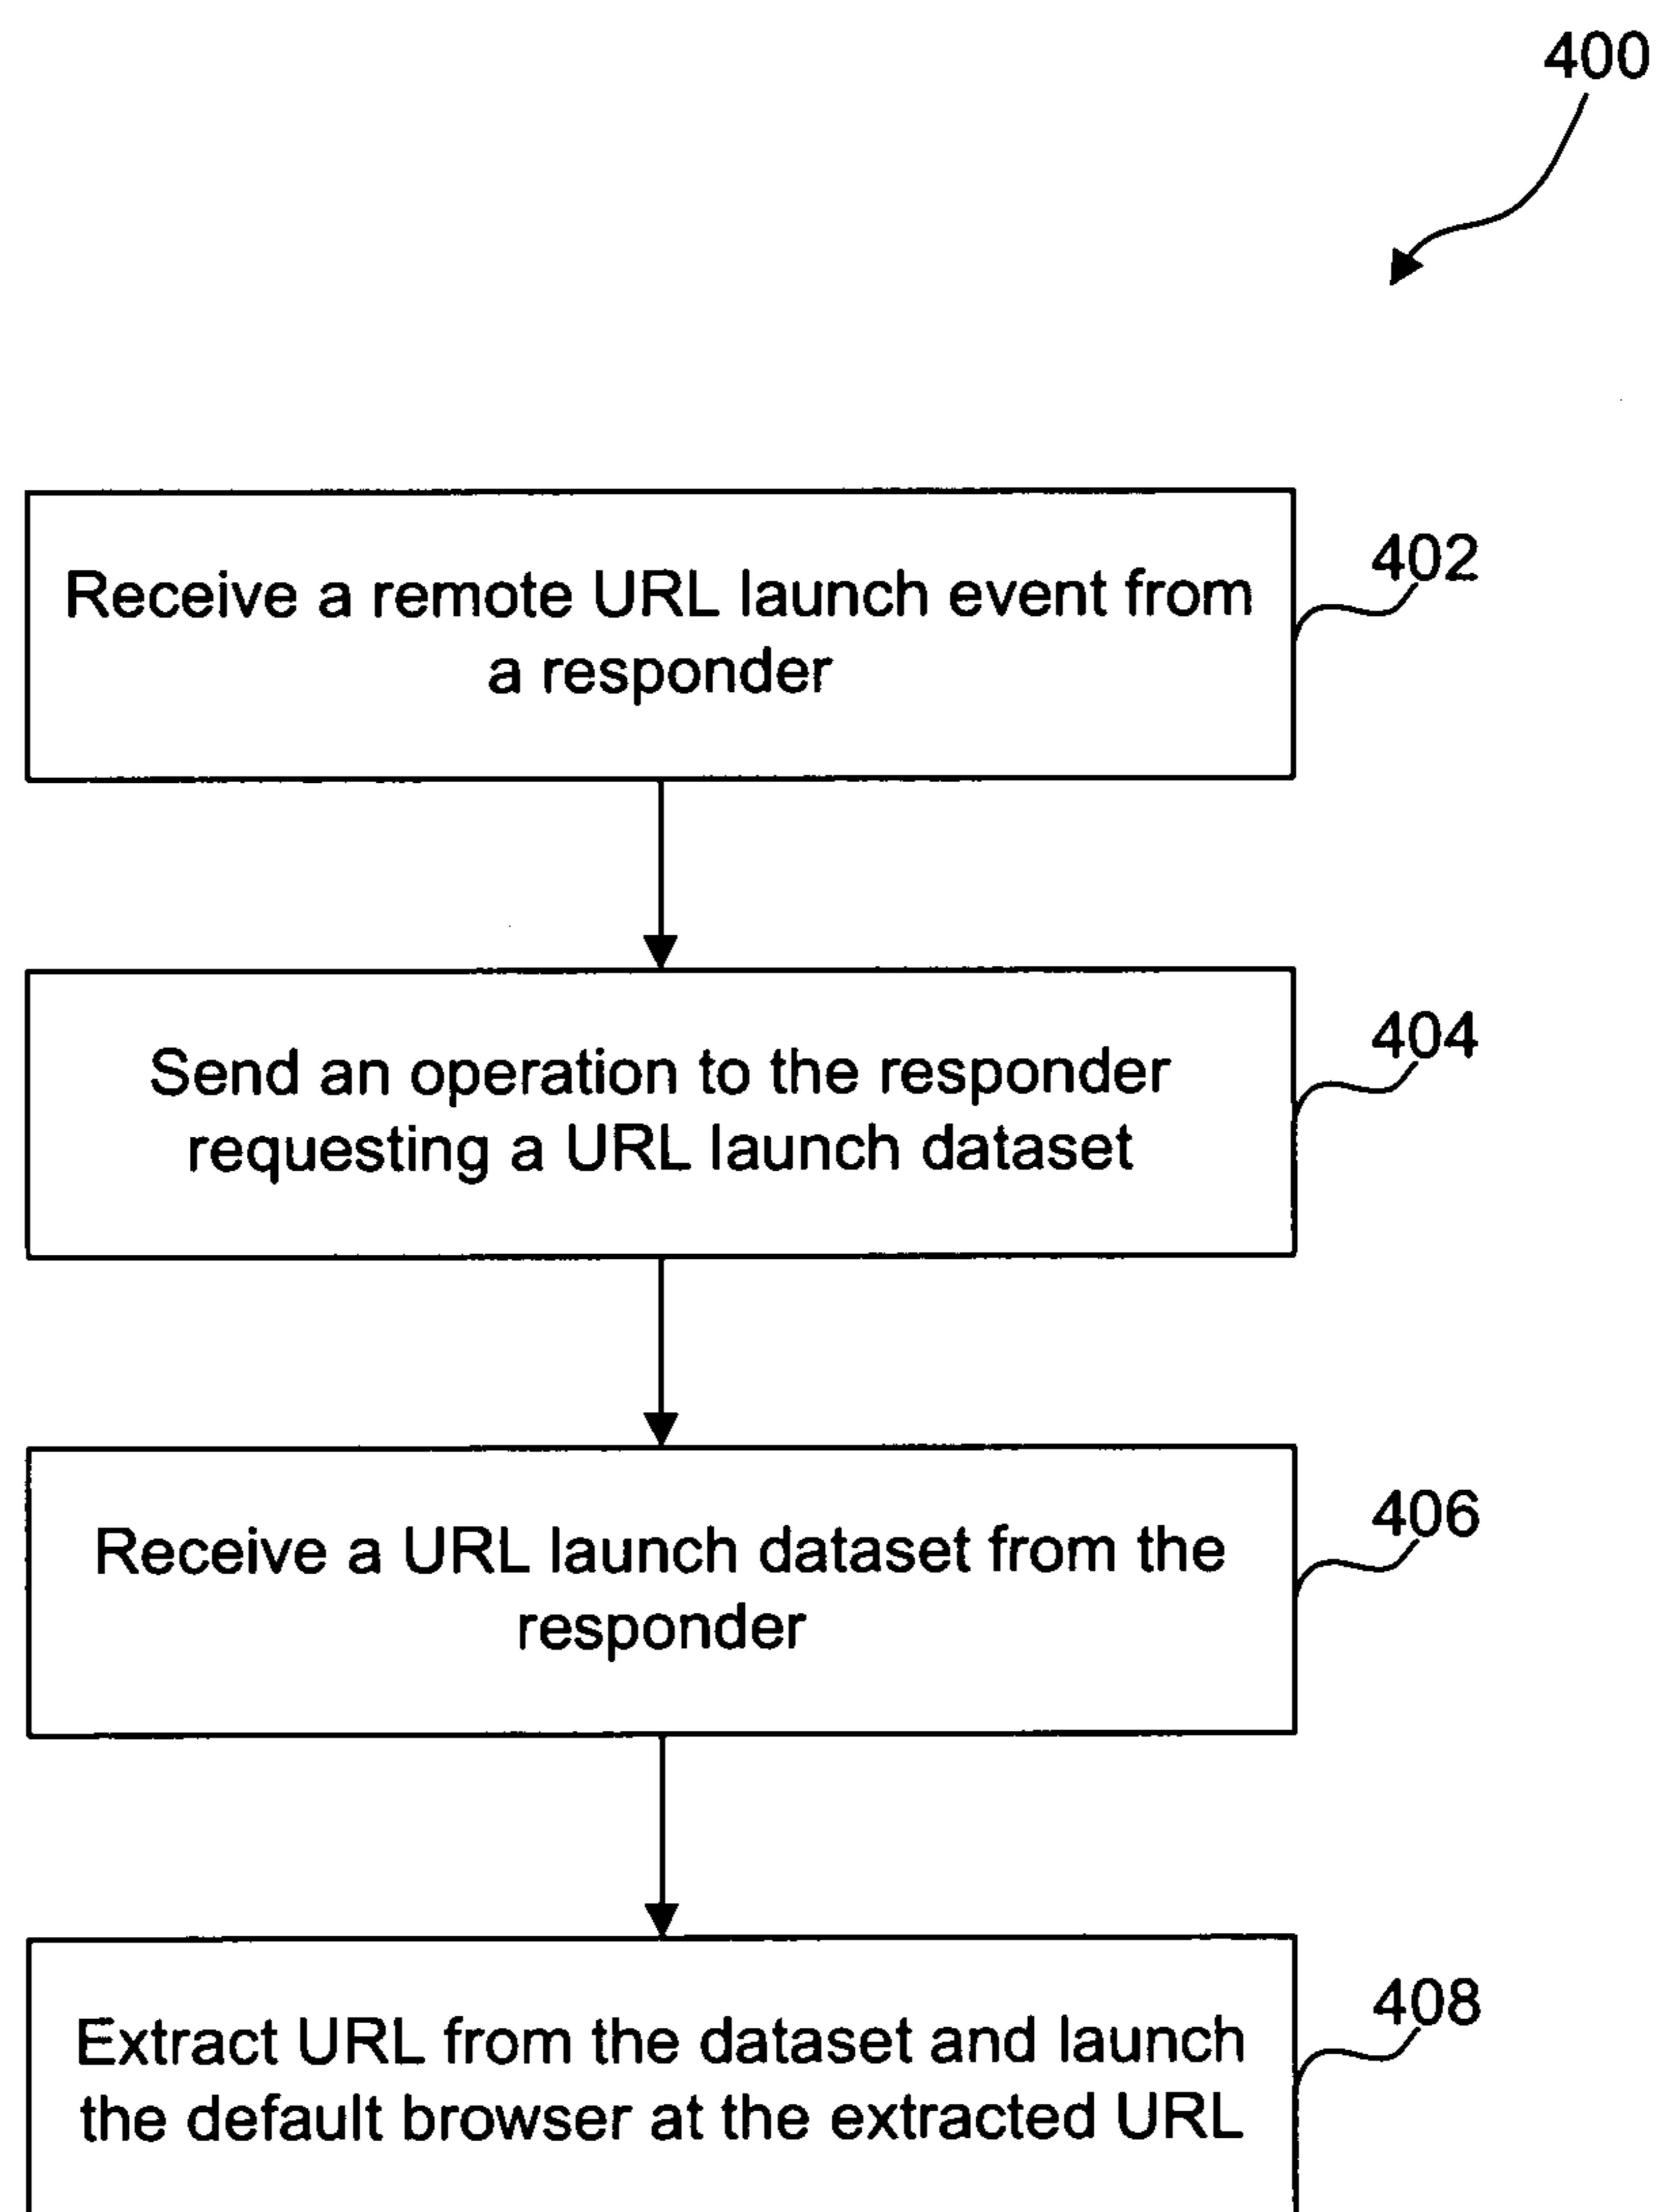 400
Receive a remote URL launch event from
a responder
402
Send an operation to the responder
requesting a URL launch dataset
404
Receive a URL launch dataset from the
responder
406
Extract URL from the dataset and launch
the default browser at the extracted URL
408